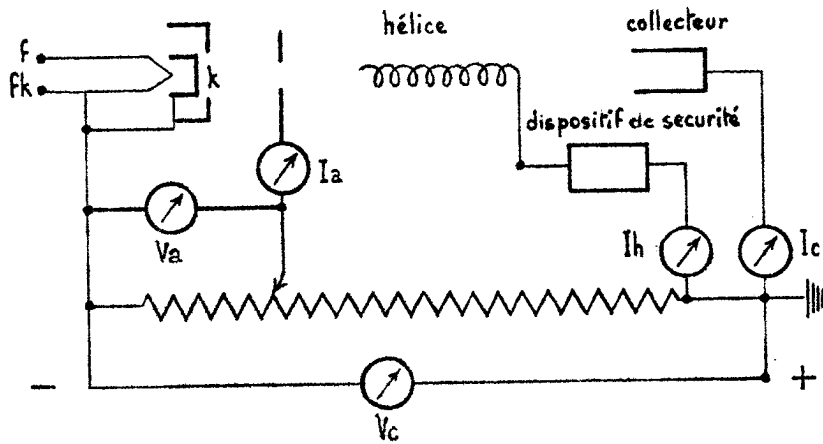 hélice
collecteur
f
fk
k
dispositif de securité
Ia
Va
Ih
Ic
−
Vc
+